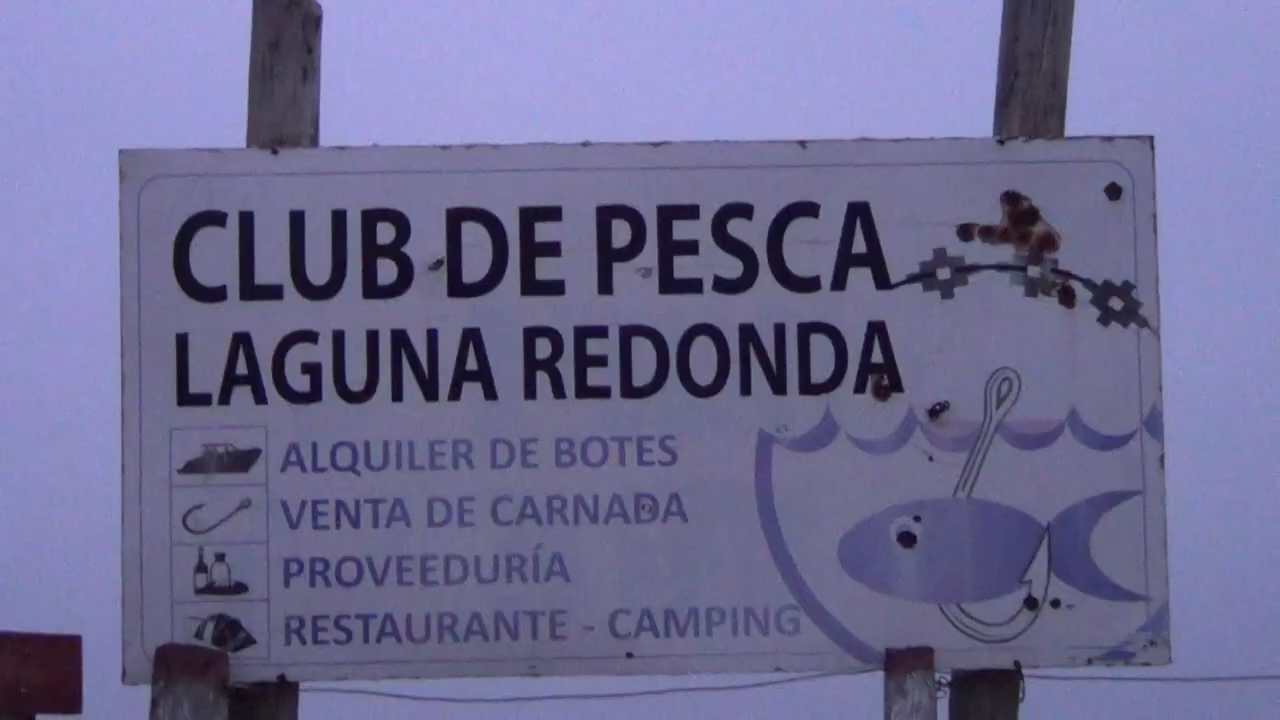 CLUB DE PESCA
LAGUNA REDONDA
ALQUILER DE BOTES
VENTA DE CARNADA
PROVEEDURÍA
RESTAURANTE - CAMPING